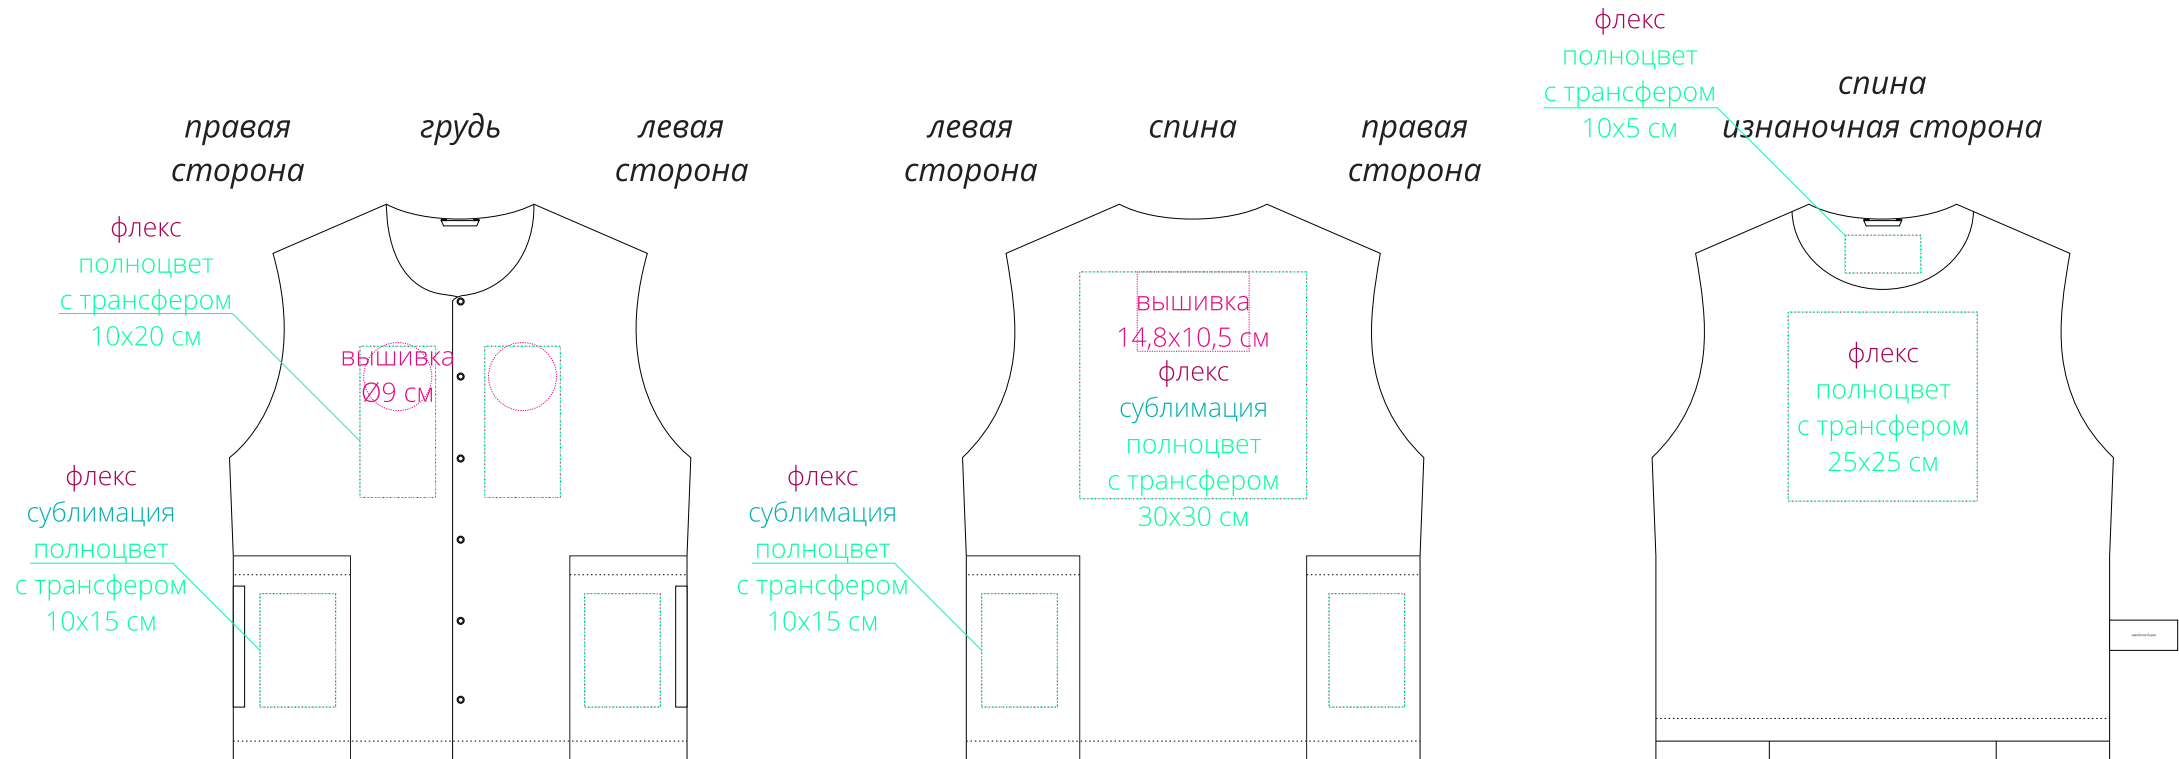 правая
сторона
грудь
левая
сторона
флекс
полноцвет
с трансфером
10х20 см
вышивка
Ø9 см
флекс
сублимация
полноцвет
с трансфером
10х15 см
левая
сторона
спина
правая
сторона
вышивка
14,8х10,5 см
флекс
сублимация
полноцвет
с трансфером
30х30 см
флекс
сублимация
полноцвет
с трансфером
10х15 см
флекс
полноцвет
с трансфером
10х5 см
спина
изнаночная сторона
флекс
полноцвет
с трансфером
25х25 см